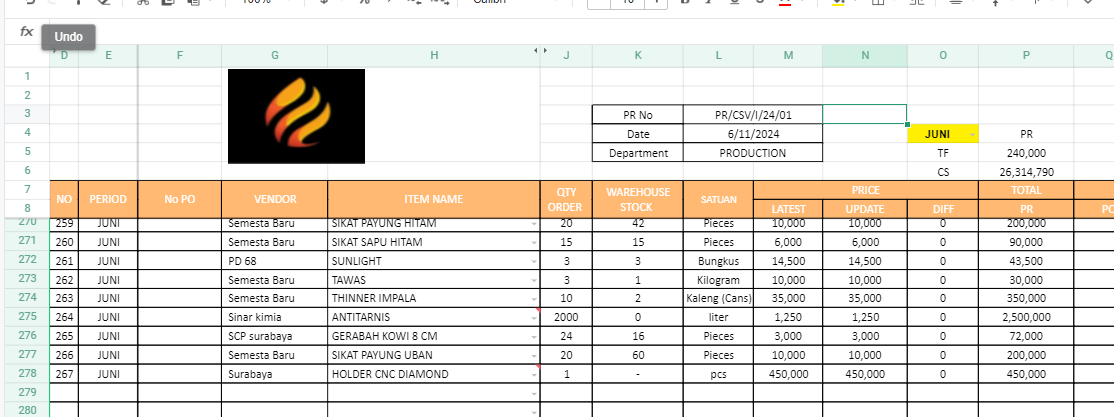 100% $ %
Calibri 10 B I
fx Undo
D E F G H J K L M N O P Q
1
2
3 PR No PR/CSV/I/24/01
4 Date 6/11/2024 JUNI PR
5 Department PRODUCTION TF 240,000
6 CS 26,314,790
7 NO PERIOD No PO VENDOR ITEM NAME QTY ORDER WAREHOUSE STOCK SATUAN PRICE TOTAL
8 LATEST UPDATE DIFF PR PO
270 259 JUNI Semesta Baru SIKAT PAYUNG HITAM 20 42 Pieces 10,000 10,000 0 200,000
271 260 JUNI Semesta Baru SIKAT SAPU HITAM 15 15 Pieces 6,000 6,000 0 90,000
272 261 JUNI PD 68 SUNLIGHT 3 3 Bungkus 14,500 14,500 0 43,500
273 262 JUNI Semesta Baru TAWAS 3 1 Kilogram 10,000 10,000 0 30,000
274 263 JUNI Semesta Baru THINNER IMPALA 10 2 Kaleng (Cans) 35,000 35,000 0 350,000
275 264 JUNI Sinar kimia ANTITARNIS 2000 0 liter 1,250 1,250 0 2,500,000
276 265 JUNI SCP surabaya GERABAH KOWI 8 CM 24 16 Pieces 3,000 3,000 0 72,000
277 266 JUNI Semesta Baru SIKAT PAYUNG UBAN 20 60 Pieces 10,000 10,000 0 200,000
278 267 JUNI Surabaya HOLDER CNC DIAMOND 1 - pcs 450,000 450,000 0 450,000
279
280